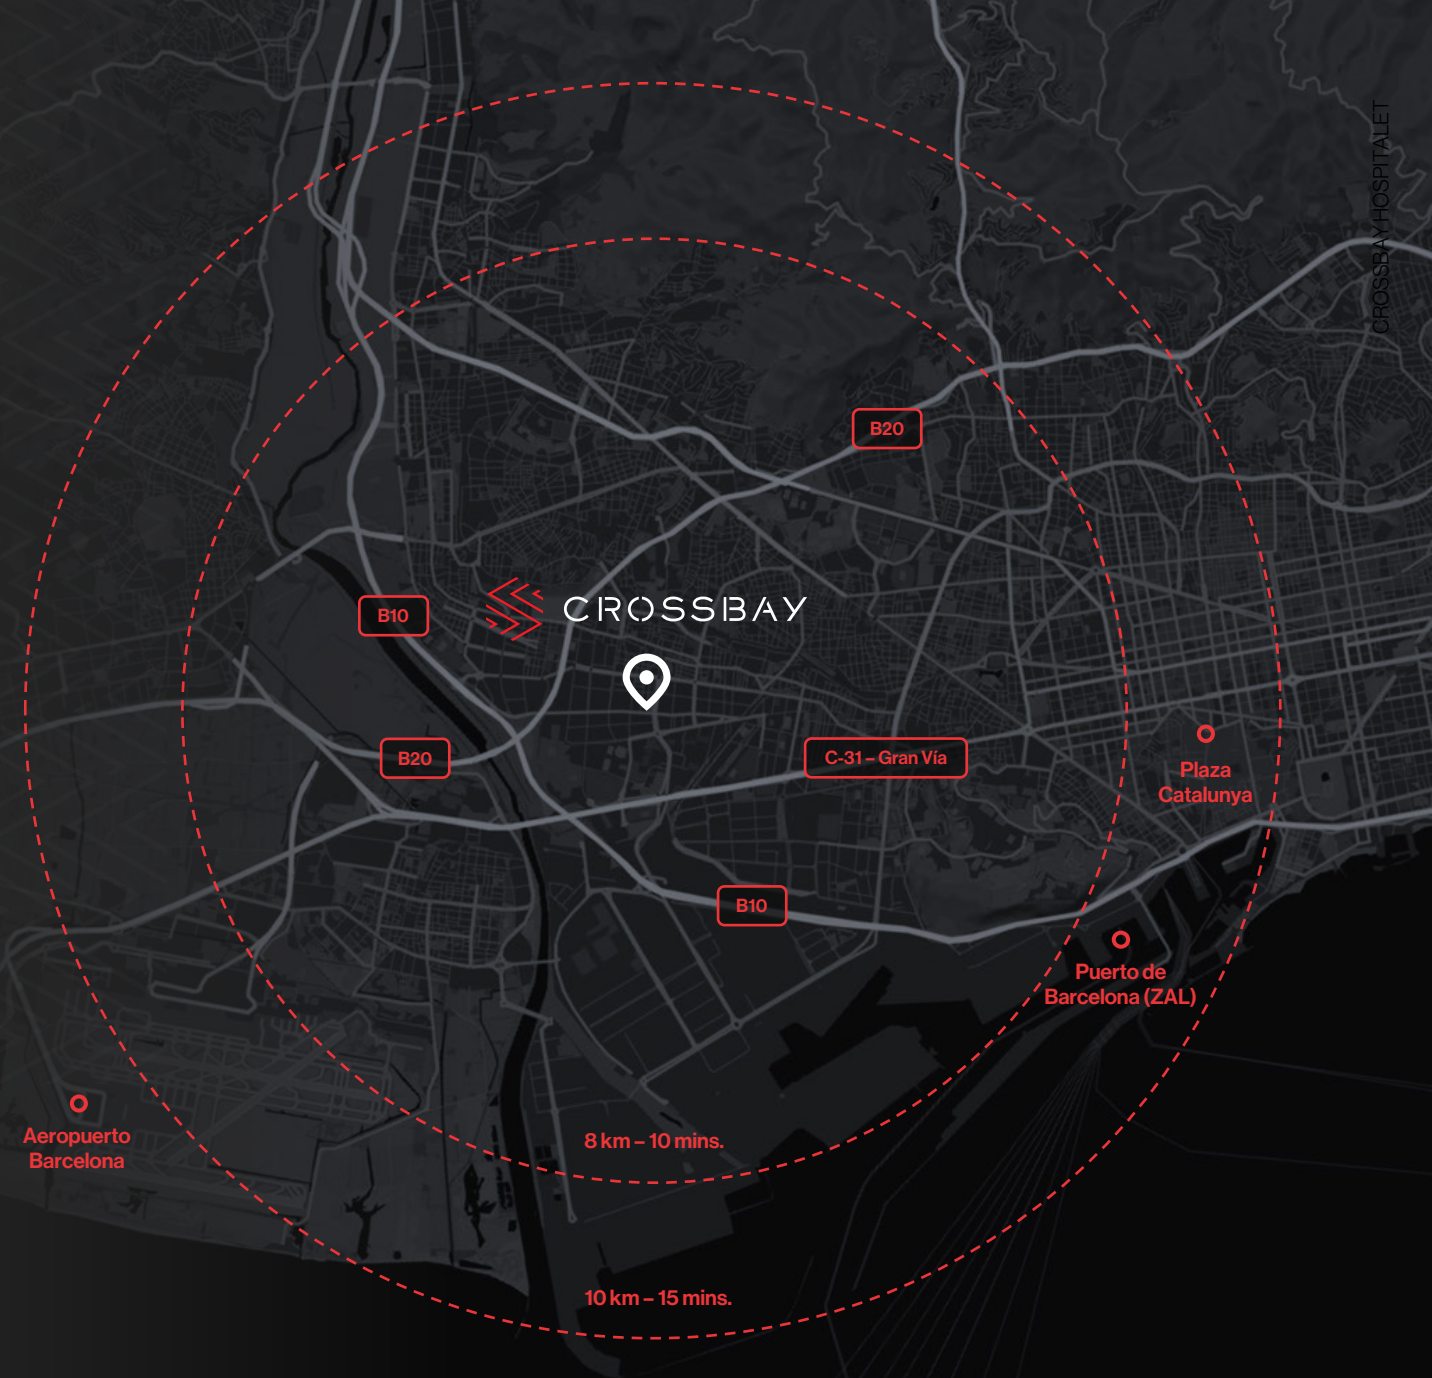 CROSSBAY HOSPITALET
B20
B10
CROSSBAY
B20
C-31 – Gran Vía
Plaza
Catalunya
B10
Puerto de
Barcelona (ZAL)
Aeropuerto
Barcelona
8 km – 10 mins.
10 km – 15 mins.